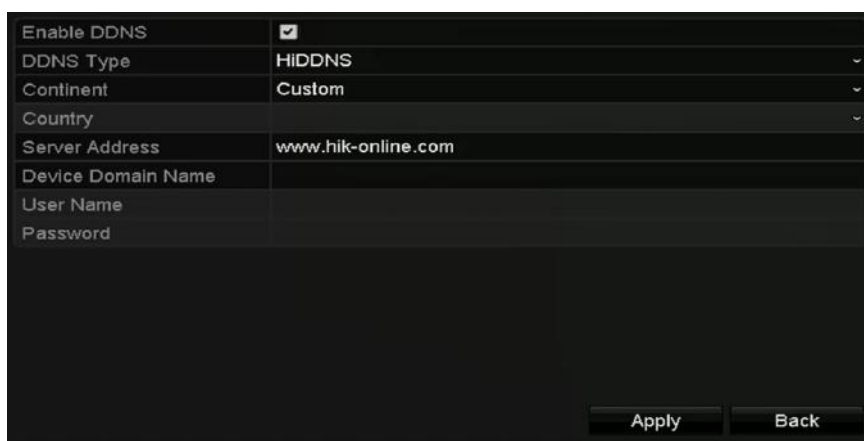 Enable DDNS
DDNS Type HiDDNS
Continent Custom
Country
Server Address www.hik-online.com
Device Domain Name
User Name
Password
Apply Back